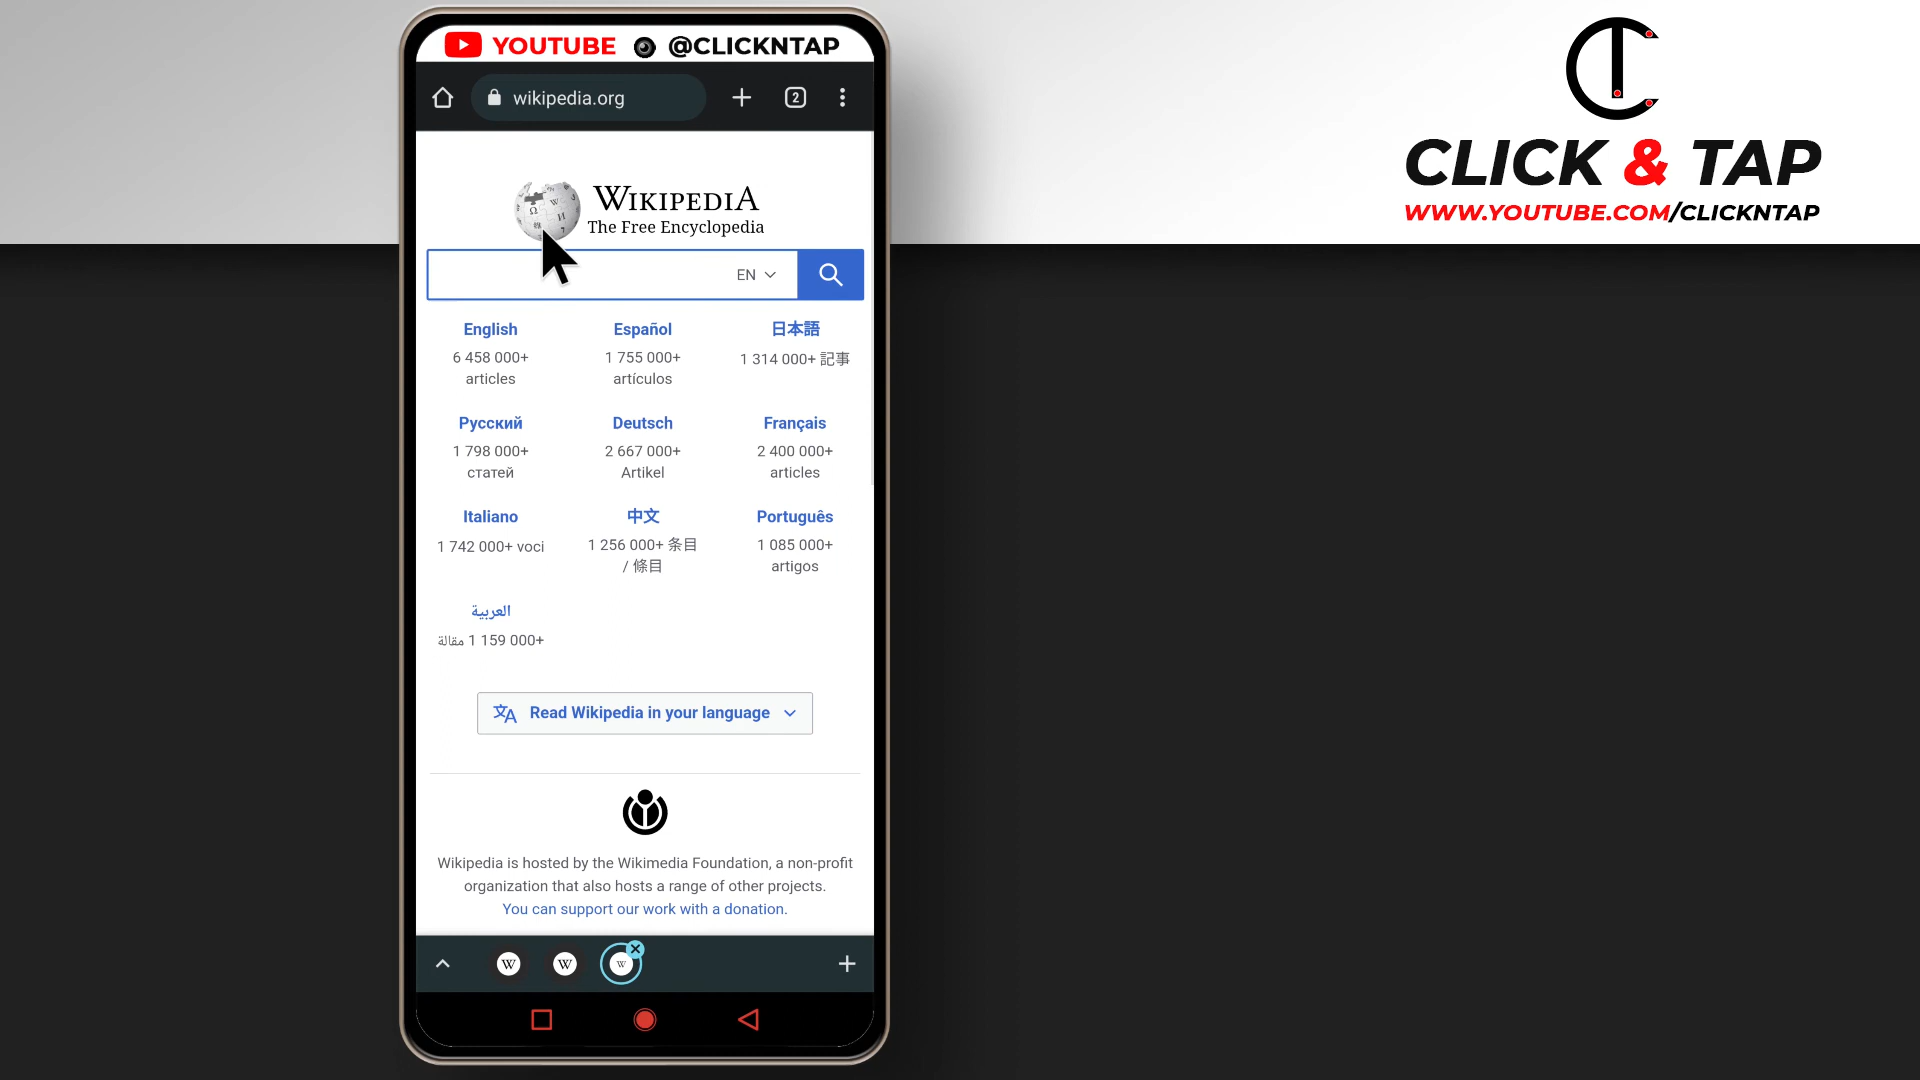 YOUTUBE @CLICKNTAP
wikipedia.org
2
WIKIPEDIA
The Free Encyclopedia
EN
English
6 458 000+
articles
Español
1 755 000+
artículos
日本語
1 314 000+ 記事
Русский
1 798 000+
статей
Deutsch
2 667 000+
Artikel
Français
2 400 000+
articles
Italiano
1 742 000+ voci
中文
1 256 000+ 条目
/ 條目
Português
1 085 000+
artigos
العربية
1 159 000+ مقالة
Read Wikipedia in your language
Wikipedia is hosted by the Wikimedia Foundation, a non-profit
organization that also hosts a range of other projects.
You can support our work with a donation.
W W W
CLICK & TAP
WWW.YOUTUBE.COM/CLICKNTAP